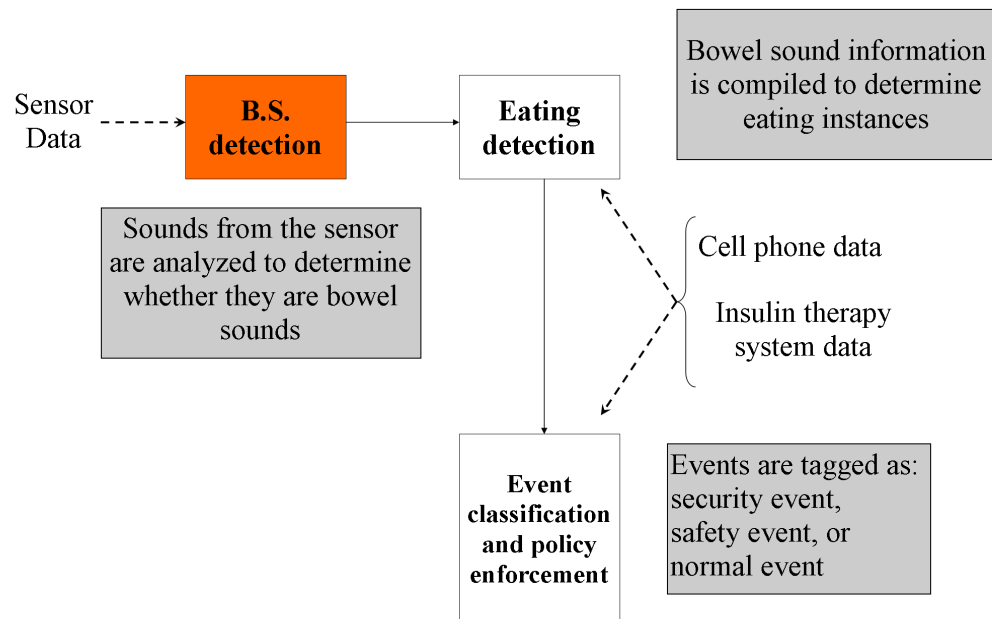 Sensor
Data
B.S.
detection
Eating
detection
Bowel sound information
is compiled to determine
eating instances
Sounds from the sensor
are analyzed to determine
whether they are bowel
sounds
Cell phone data
Insulin therapy
system data
Event
classification
and policy
enforcement
Events are tagged as:
security event,
safety event, or
normal event